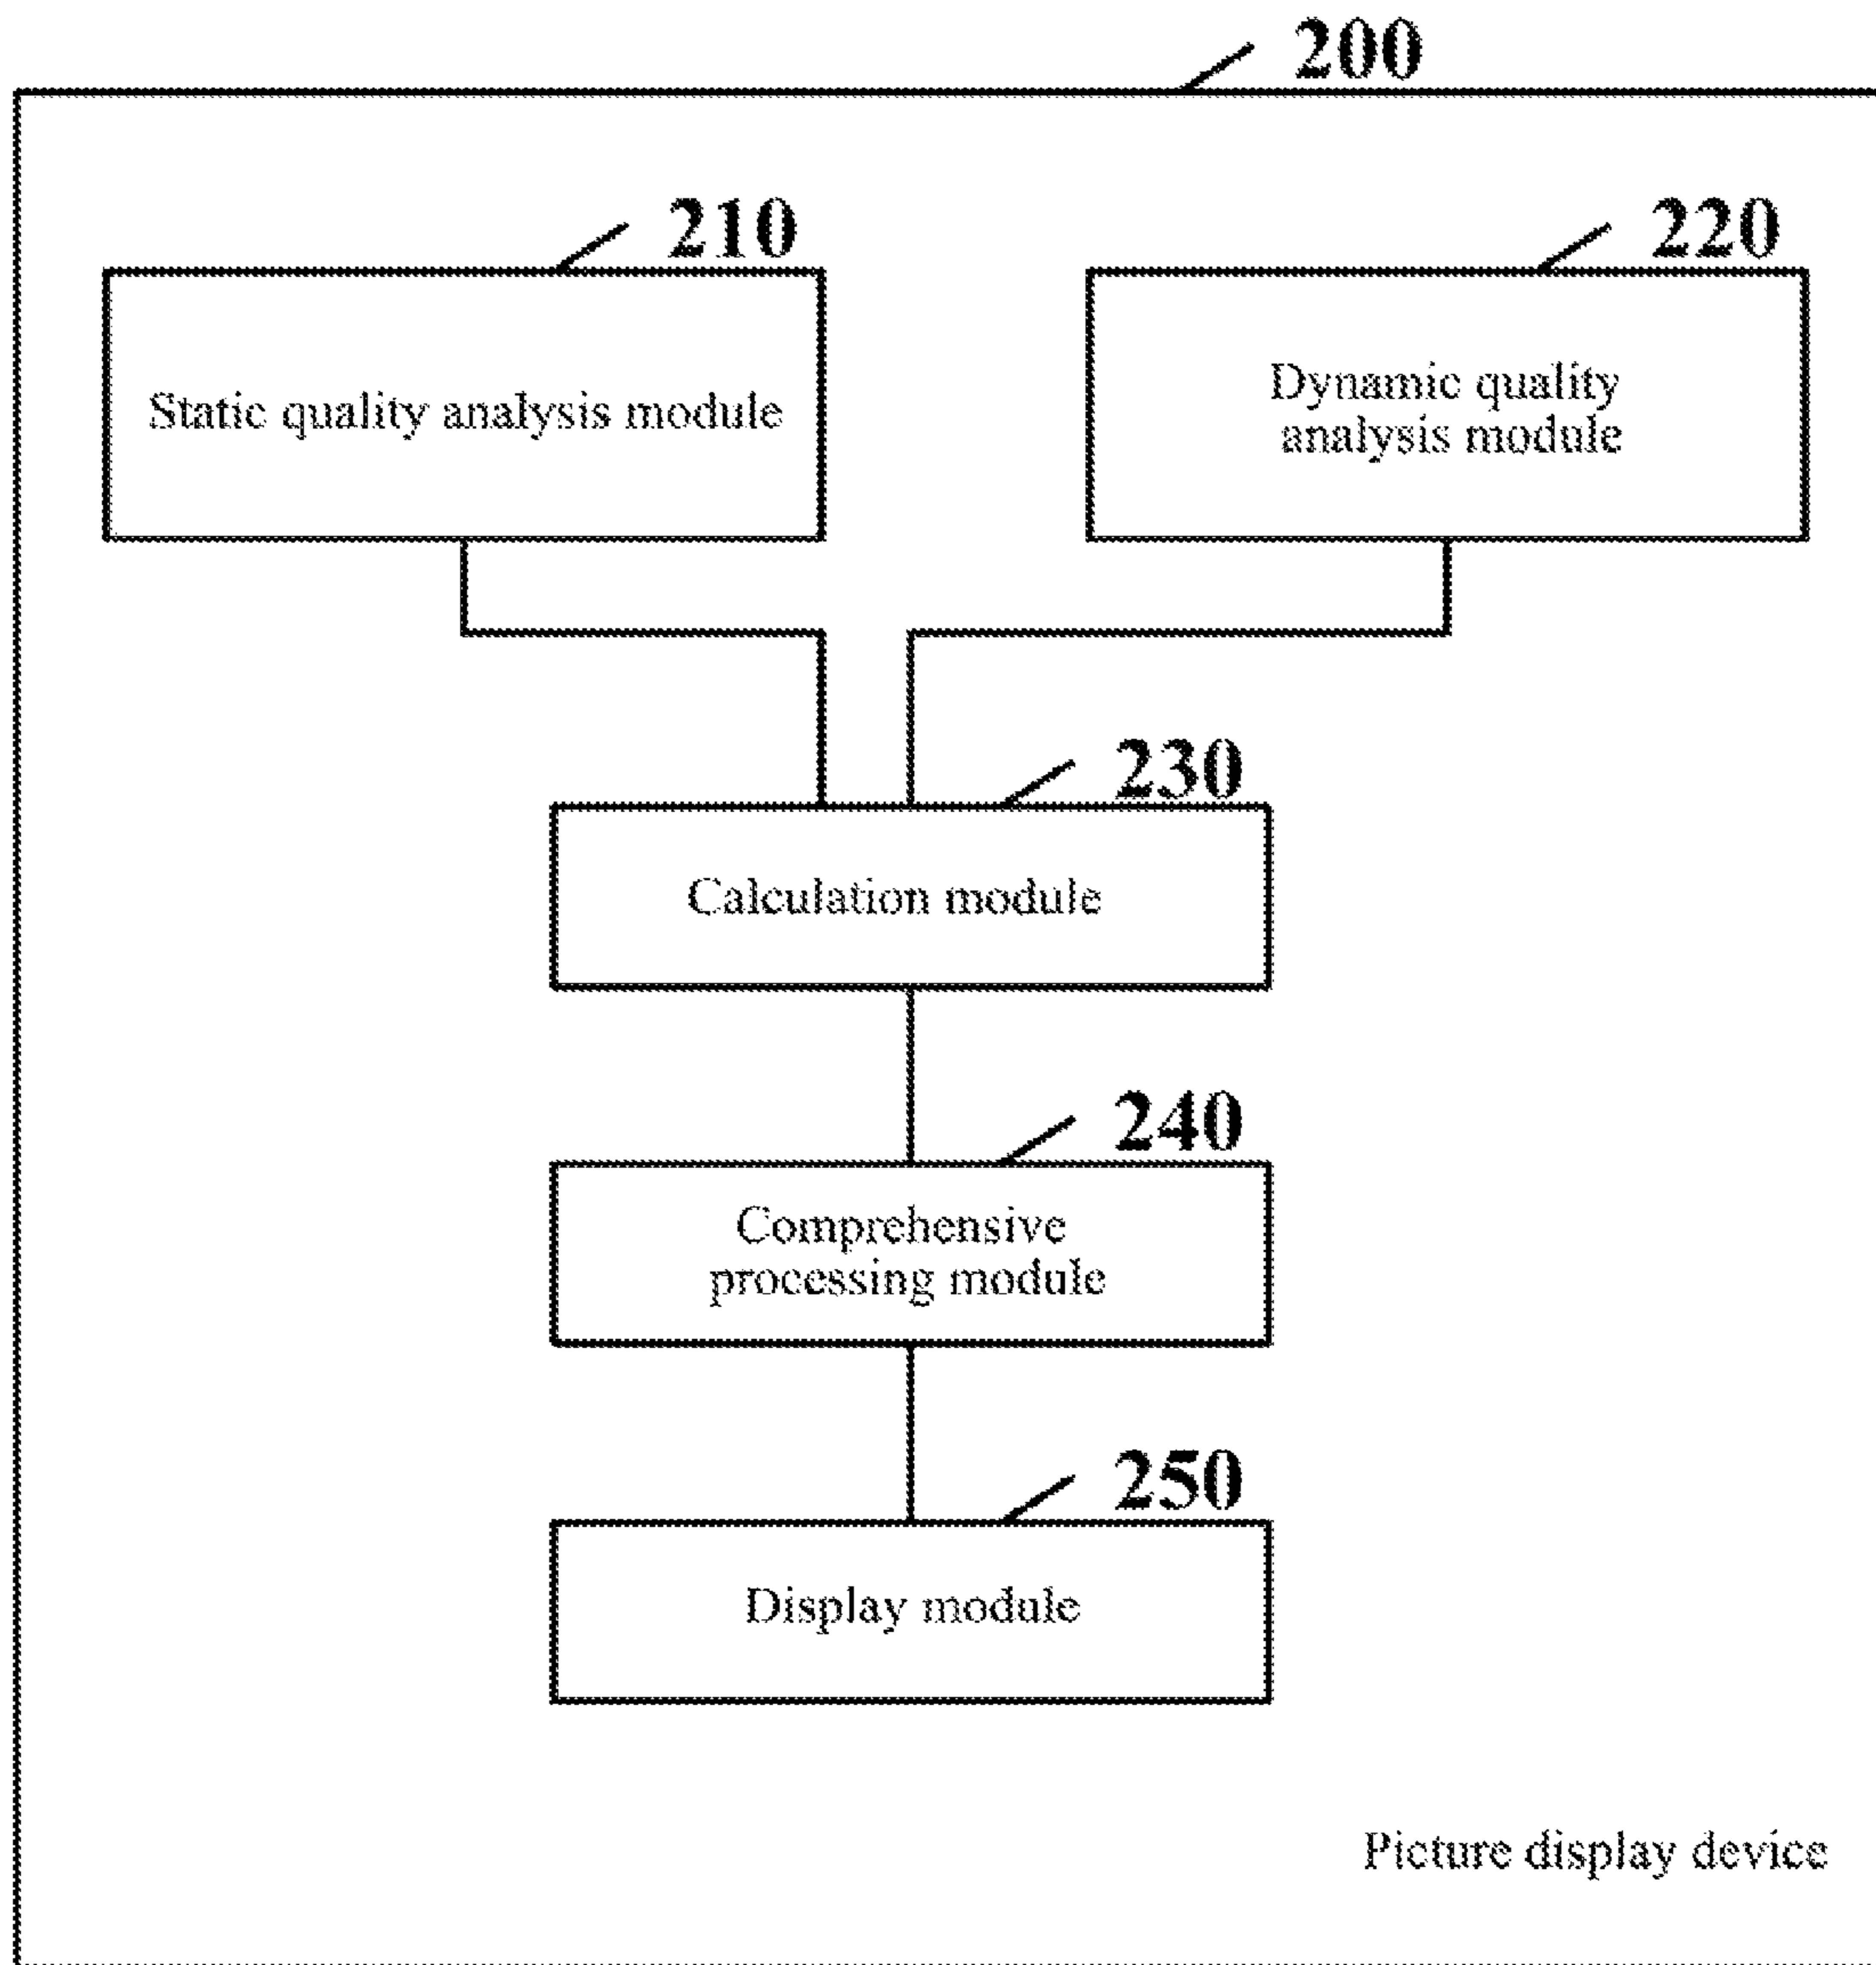 200
210
220
Static quality analysis module
Dynamic quality
analysis module
230
Calculation module
240
Comprehensive
processing module
250
Display module
Picture display device